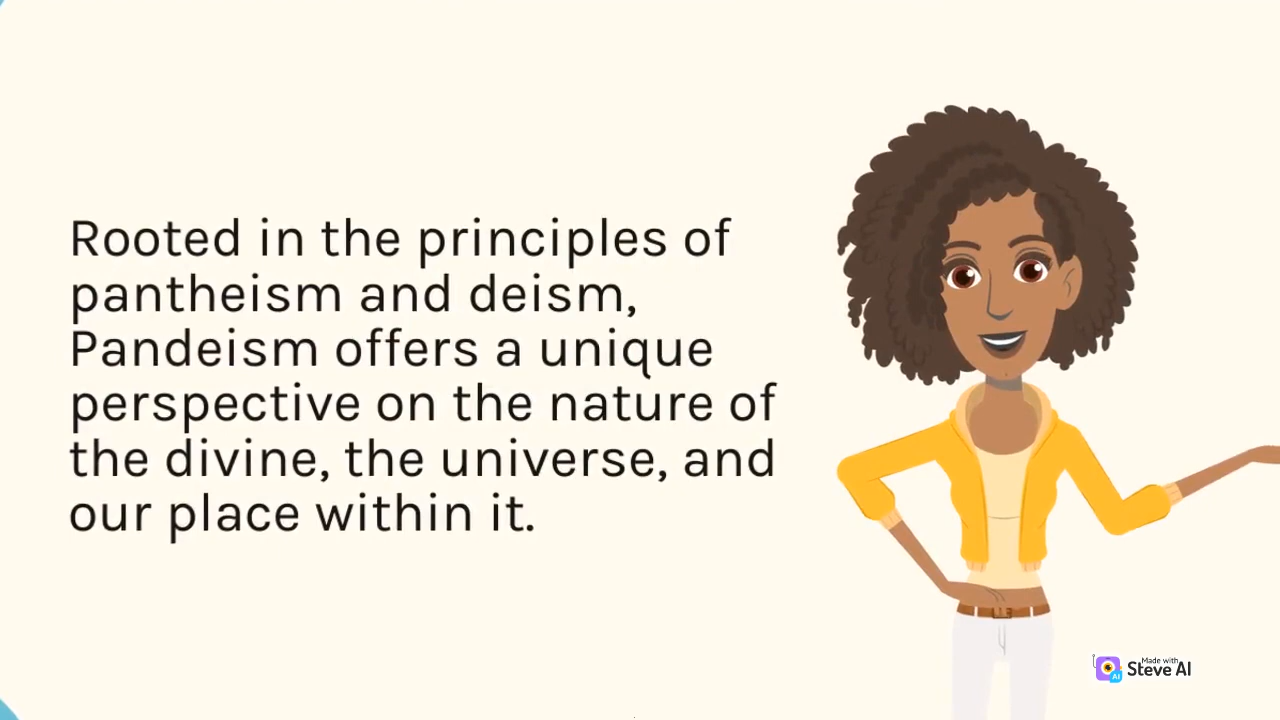 Rooted in the principles of
pantheism and deism,
Pandeism offers a unique
perspective on the nature of
the divine, the universe, and
our place within it.
Made with
Steve AI
AI